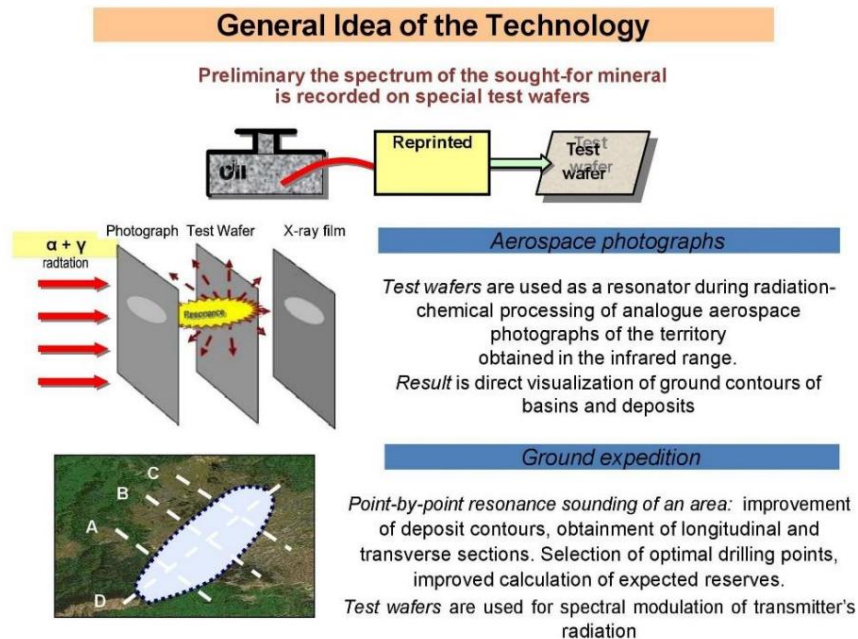 General Idea of the Technology
Preliminary the spectrum of the sought-for mineral
is recorded on special test wafers
Oil
Reprinted
Test
wafer
Test
wafer
Photograph
Test Wafer
X-ray film
α + γ
radtation
Resonance
Aerospace photographs
Test wafers are used as a resonator during radiation-
chemical processing of analogue aerospace
photographs of the territory
obtained in the infrared range.
Result is direct visualization of ground contours of
basins and deposits
C
B
A
D
Ground expedition
Point-by-point resonance sounding of an area: improvement
of deposit contours, obtainment of longitudinal and
transverse sections. Selection of optimal drilling points,
improved calculation of expected reserves.
Test wafers are used for spectral modulation of transmitter's
radiation